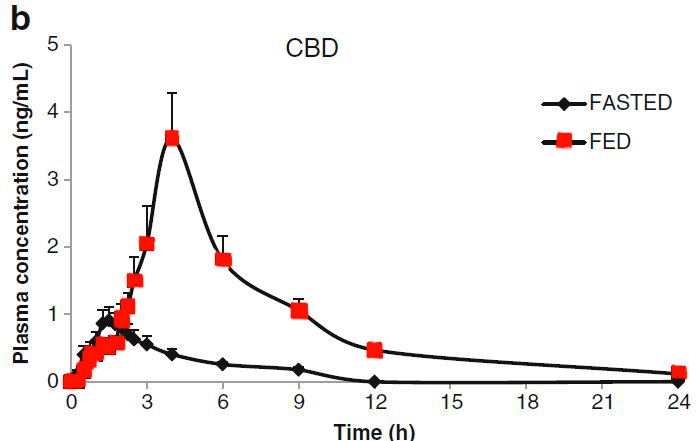 b
CBD
5
4
3
2
1
0
Plasma concentration (ng/mL)
FASTED
FED
0 3 6 9 12 15 18 21 24
Time (h)